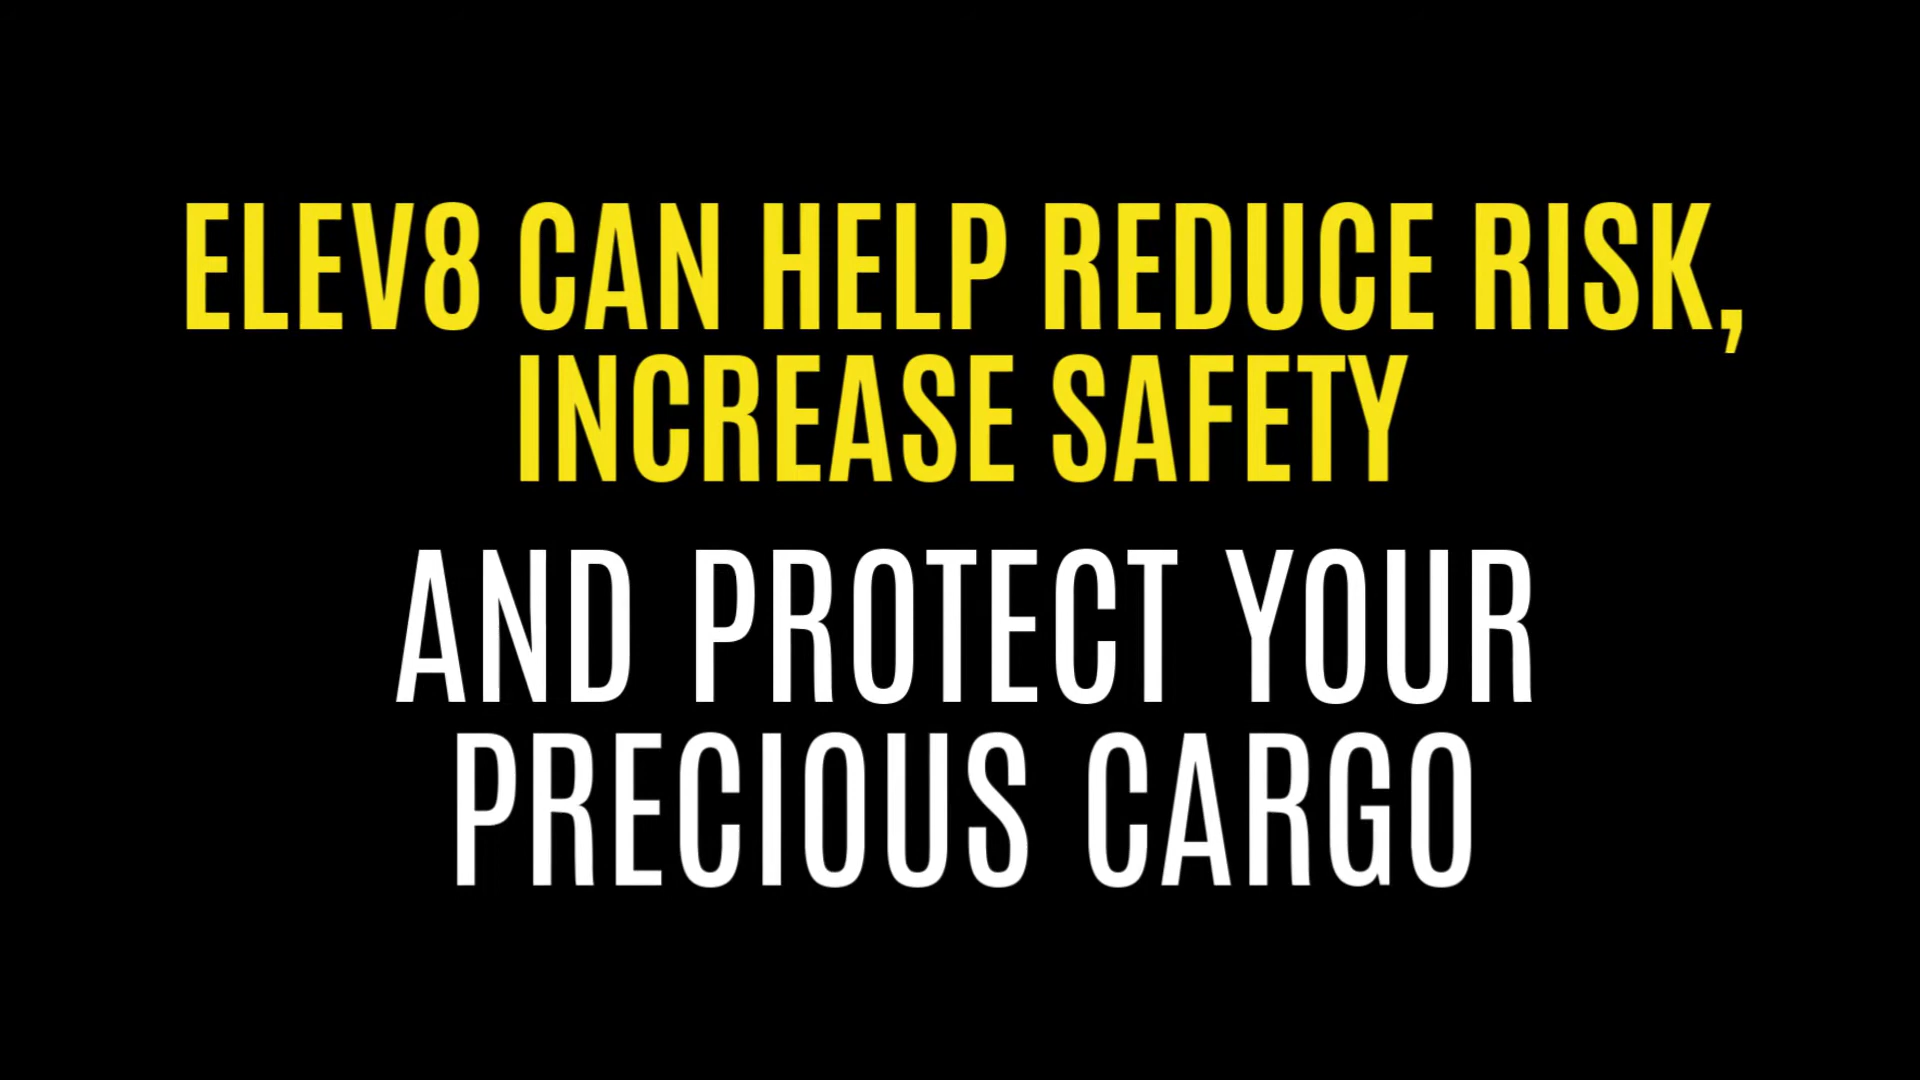 ELEV8 CAN HELP REDUCE RISK,
INCREASE SAFETY
AND PROTECT YOUR
PRECIOUS CARGO